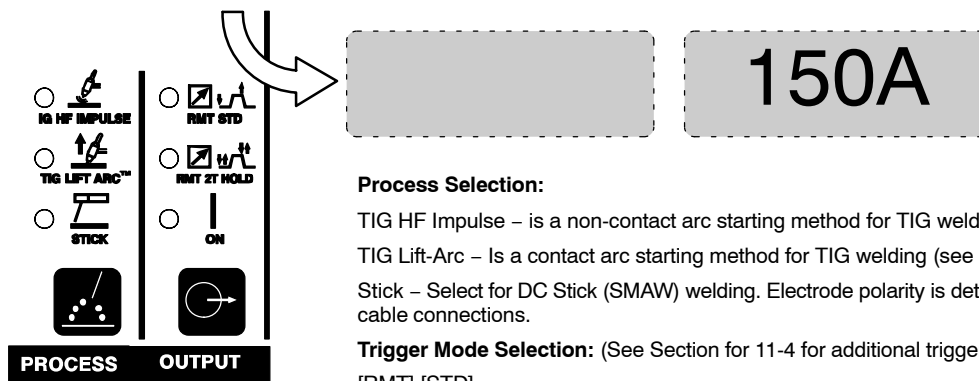 150A
IG HF IMPULSE
RMT STD
TIG LIFT ARC™
RMT 2T HOLD
STICK
ON
PROCESS
OUTPUT
Process Selection:
TIG HF Impulse – is a non-contact arc starting method for TIG weld
TIG Lift-Arc – Is a contact arc starting method for TIG welding (see
Stick – Select for DC Stick (SMAW) welding. Electrode polarity is det
cable connections.
Trigger Mode Selection: (See Section for 11-4 for additional trigge
[RMT] [STD]